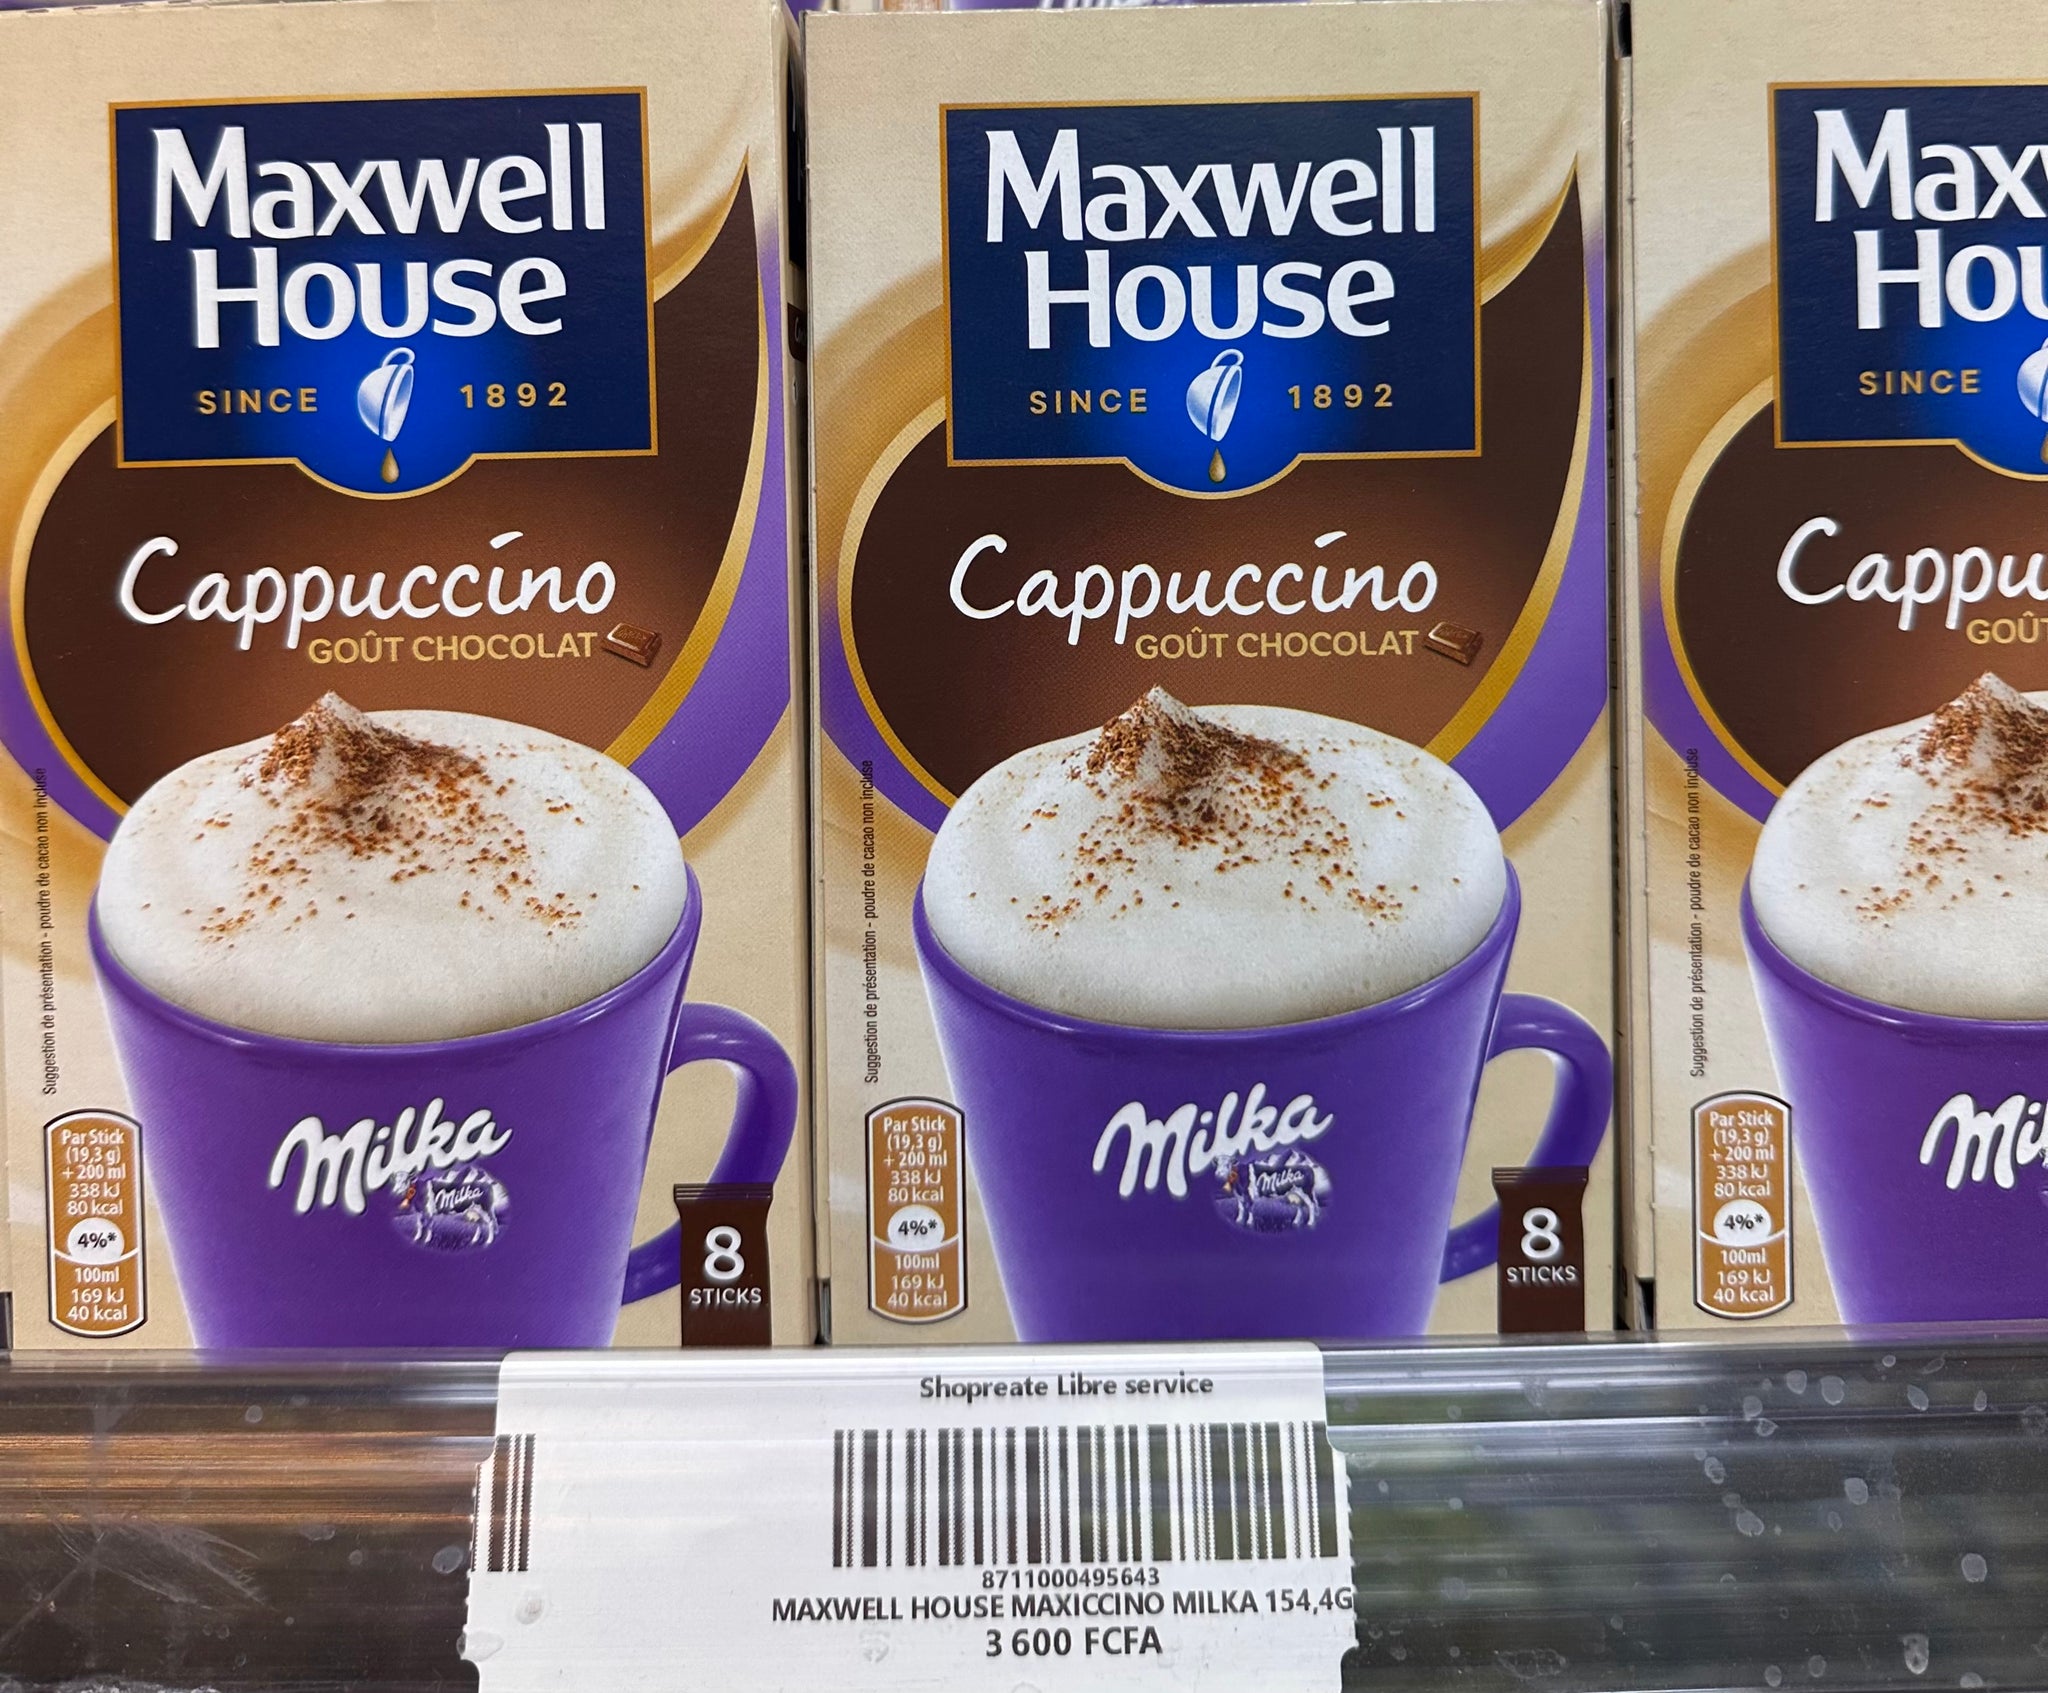 Maxwell
House
SINCE 1892
Cappuccino
GOÛT CHOCOLAT
Suggestion de présentation - poudre de cacao non incluse
Milka
Milka
Par Stick
(19,3 g)
+ 200 ml
338 kJ
80 kcal
4%*
100ml
169 kJ
40 kcal
8
STICKS
Maxwell
House
SINCE 1892
Cappuccino
GOÛT CHOCOLAT
Suggestion de présentation - poudre de cacao non incluse
Milka
Milka
Par Stick
(19,3 g)
+ 200 ml
338 kJ
80 kcal
4%*
100ml
169 kJ
40 kcal
8
STICKS
Max
Hou
SINCE
Cappu
GOÛT
Suggestion de présentation - poudre de cacao non incluse
Mil
Par Stick
(19,3 g)
+ 200 ml
338 kJ
80 kcal
4%*
100ml
169 kJ
40 kcal
Shopreate Libre service
8711000495643
MAXWELL HOUSE MAXICCINO MILKA 154,4G
3 600 FCFA